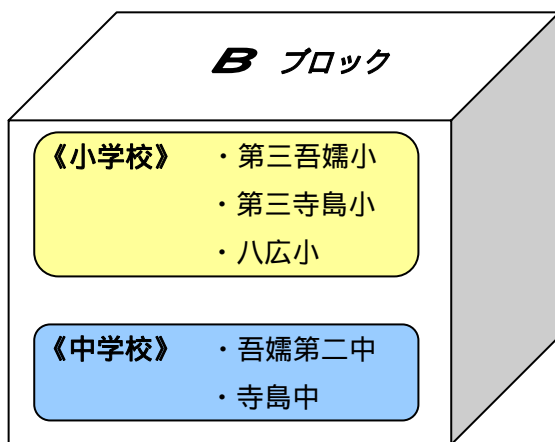 B ブロック
《小学校》 ・第三吾嬬小
・第三寺島小
・八広小
《中学校》 ・吾嬬第二中
・寺島中